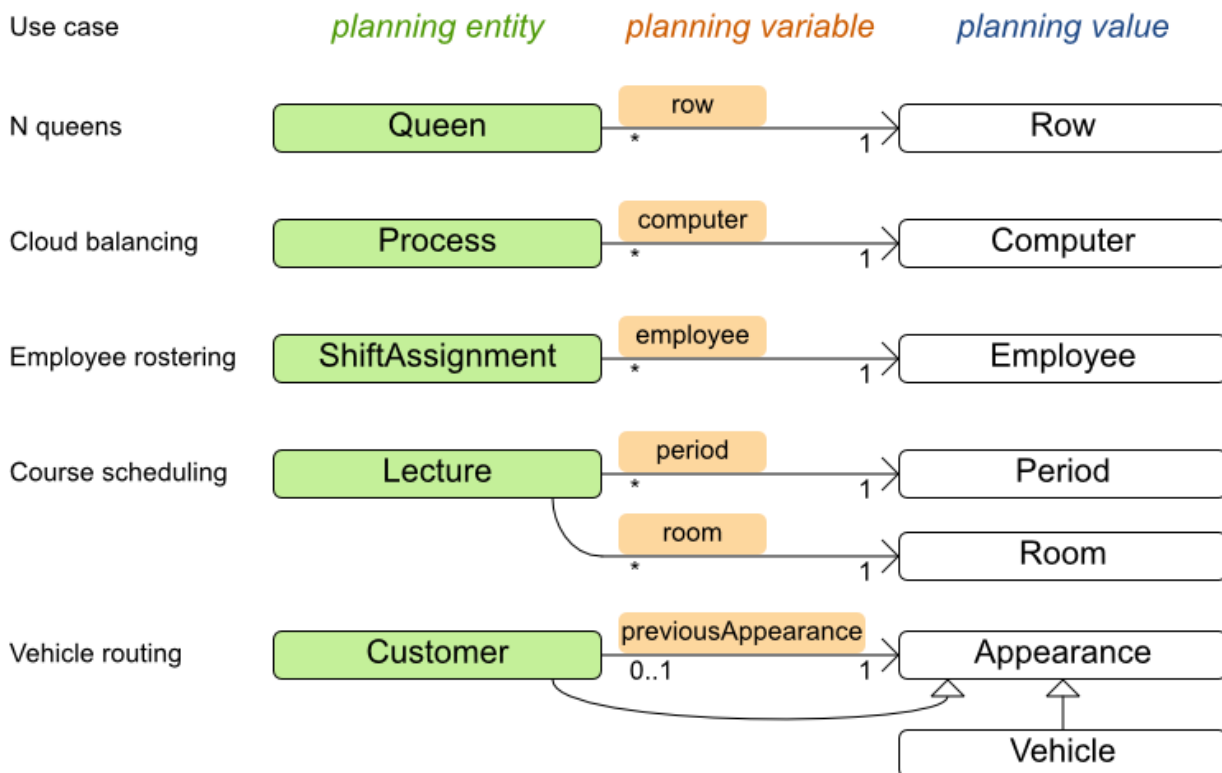 Use case planning entity planning variable planning value
N queens Queen row * 1 Row
Cloud balancing Process computer * 1 Computer
Employee rostering ShiftAssignment employee * 1 Employee
Course scheduling Lecture period * 1 Period
room * 1 Room
Vehicle routing Customer previousAppearance 0..1 1 Appearance
Vehicle